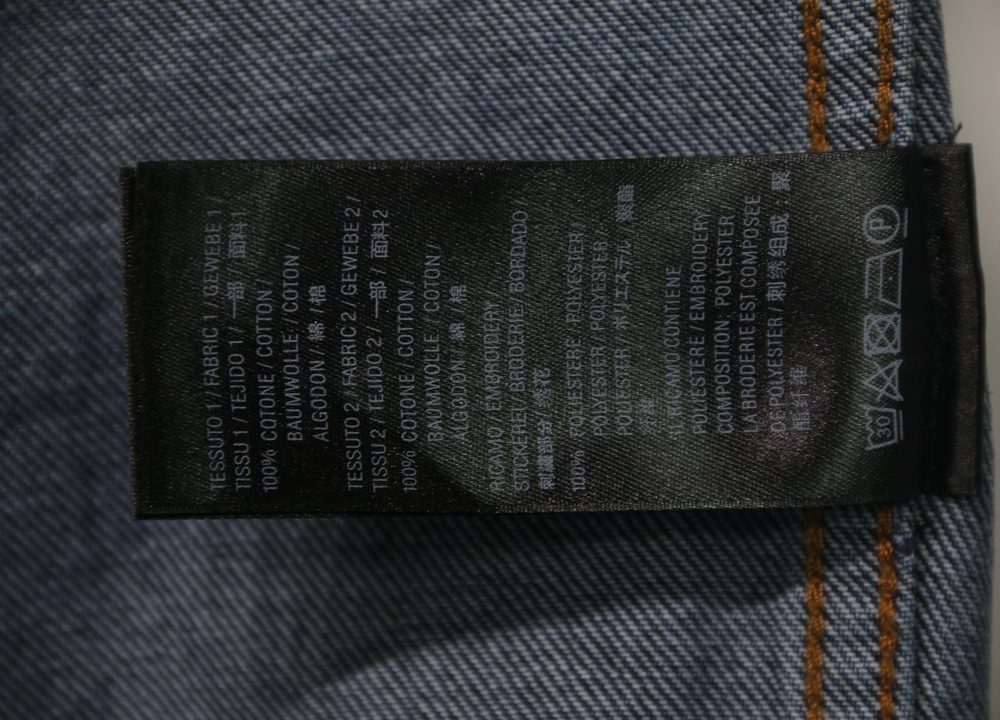 TESSUTO 1 / FABRIC 1 / GEWEBE 1 /
TISSU 1 / TEJIDO 1 / 一部 / 面料1
100% COTONE / COTTON /
BAUMWOLLE / COTON /
ALGODON / 綿 / 棉
TESSUTO 2 / FABRIC 2 / GEWEBE 2 /
TISSU 2 / TEJIDO 2 / 一部 / 面料2
100% COTONE / COTTON /
BAUMWOLLE / COTON /
ALGODON / 綿 / 棉
RICAMO / EMBROIDERY
STICKEREI BRODERIE BORDADO /
刺繍部分 / 绣花
100% POLIESTERE POLYESTER/
POLYESTER POLYESTER
POLIESTER / ポリエステル / 聚酯
IL RICAMO CONTIENE
POLIESTERE / EMBROIDERY
COMPOSITION: POLYESTER
LA BRODERIE EST COMPOSEE
DE POLYESTER / 刺绣组成：聚
酯纤维
30
P